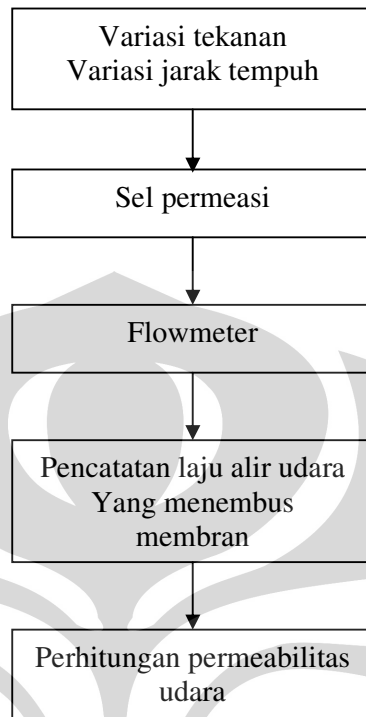 Variasi tekanan
Variasi jarak tempuh
Sel permeasi
Flowmeter
Pencatatan laju alir udara
Yang menembus
membran
Perhitungan permeabilitas
udara